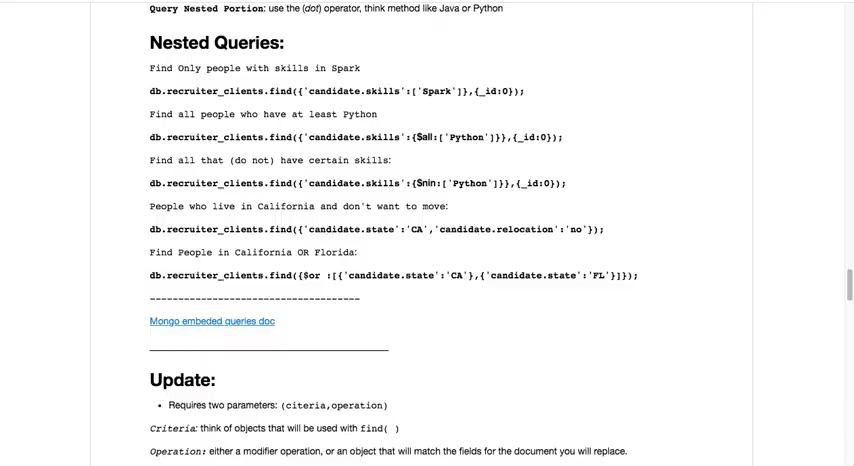 Query Nested Portion: use the (dot) operator, think method like Java or Python
Nested Queries:
Find Only people with skills in Spark
db.recruiter_clients.find({'candidate.skills':['Spark']},{_id:0});
Find all people who have at least Python
db.recruiter_clients.find({'candidate.skills':{$all:['Python']}},{_id:0});
Find all that (do not) have certain skills:
db.recruiter_clients.find({'candidate.skills':{$nin:['Python']}},{_id:0});
People who live in California and don't want to move:
db.recruiter_clients.find({'candidate.state':'CA','candidate.relocation':'no'});
Find People in California OR Florida:
db.recruiter_clients.find({$or :[{'candidate.state':'CA'},{'candidate.state':'FL'}]});
-------------------------------------
Mongo embeded queries doc
Update:
• Requires two parameters: (citeria,operation)
Criteria: think of objects that will be used with find( )
Operation: either a modifier operation, or an object that will match the fields for the document you will replace.